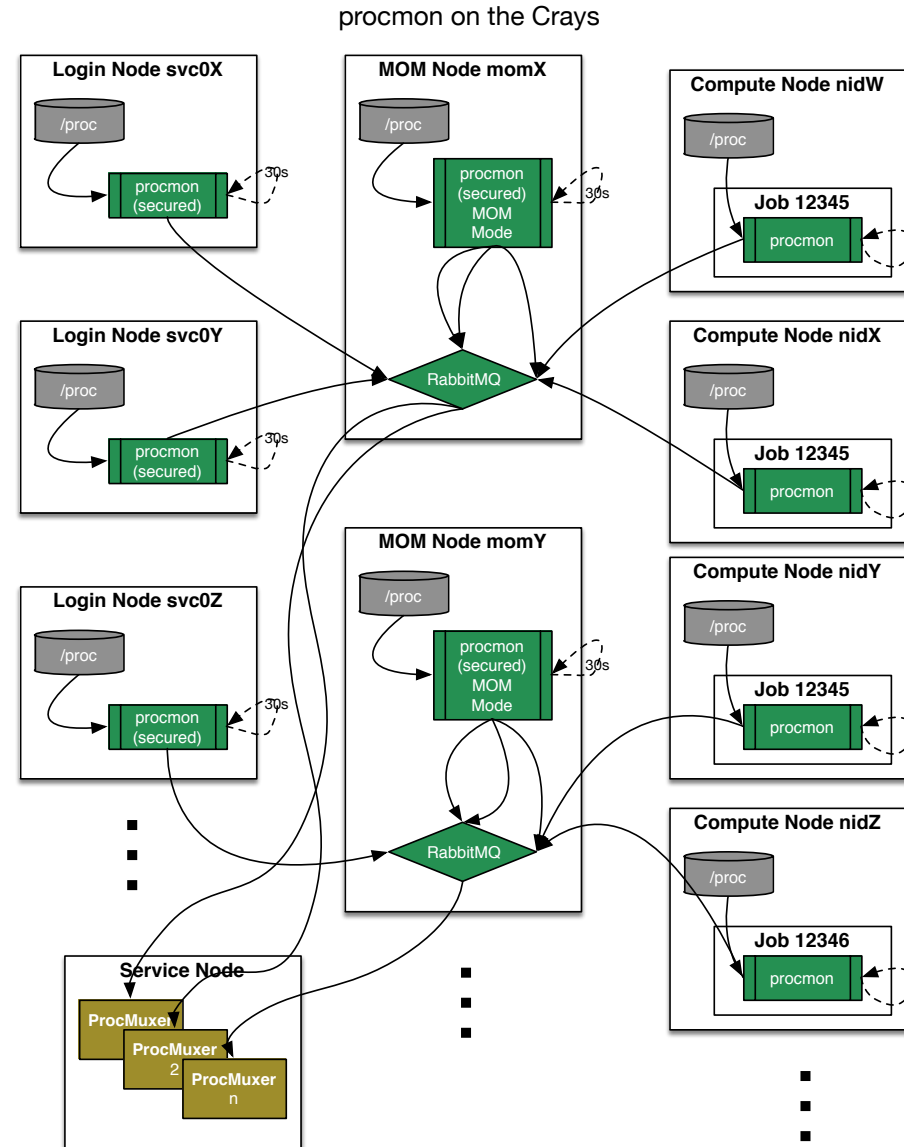 procmon on the Crays
Login Node svc0X
/proc
procmon
(secured)
30s
Login Node svc0Y
/proc
procmon
(secured)
30s
Login Node svc0Z
/proc
procmon
(secured)
30s
Service Node
ProcMuxer
ProcMuxer
2
ProcMuxer
n
MOM Node momX
/proc
procmon
(secured)
MOM
Mode
30s
RabbitMQ
MOM Node momY
/proc
procmon
(secured)
MOM
Mode
30s
RabbitMQ
Compute Node nidW
/proc
Job 12345
procmon
Compute Node nidX
/proc
Job 12345
procmon
Compute Node nidY
/proc
Job 12345
procmon
Compute Node nidZ
/proc
Job 12346
procmon